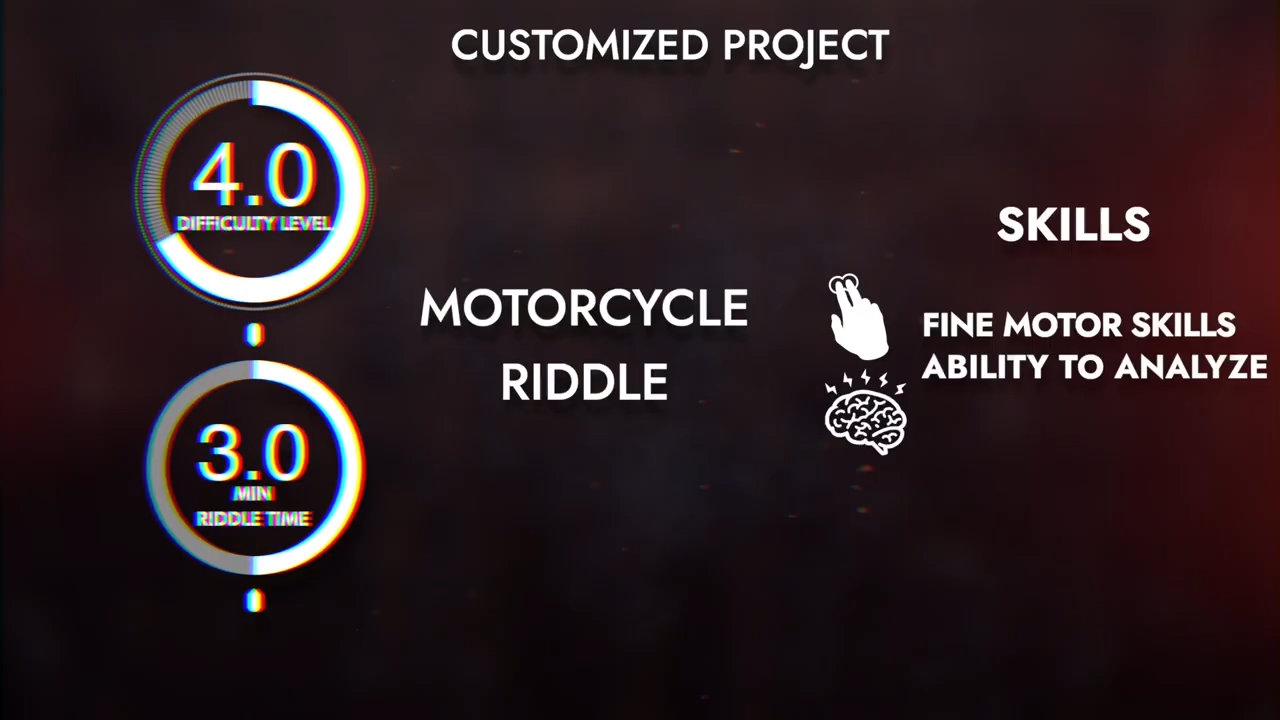 CUSTOMIZED PROJECT
4.0
DIFFICULTY LEVEL
3.0
MIN
RIDDLE TIME
MOTORCYCLE
RIDDLE
SKILLS
FINE MOTOR SKILLS
ABILITY TO ANALYZE